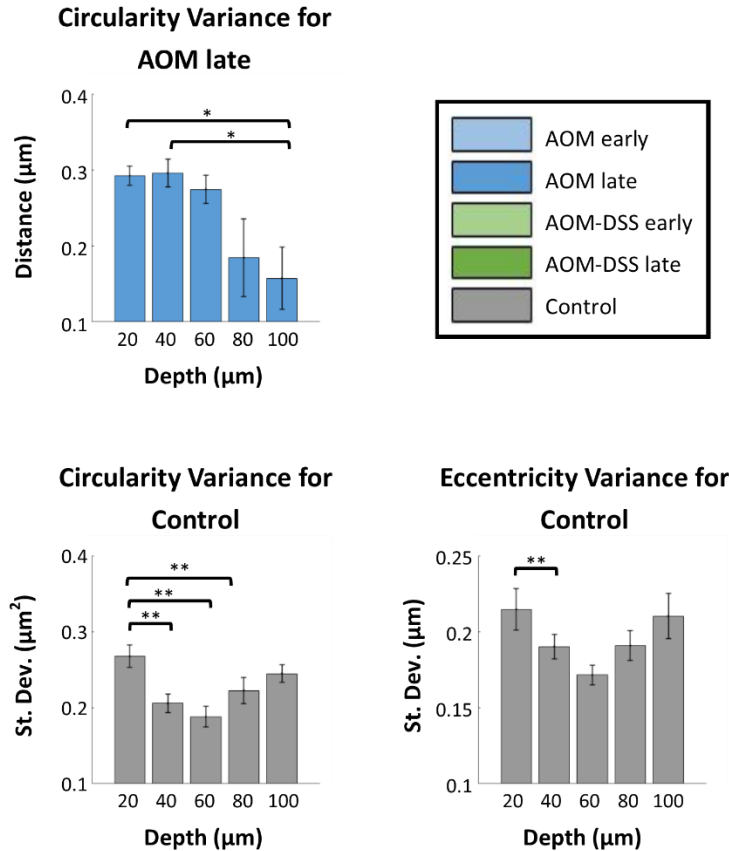 Circularity Variance for
AOM late
0.4
0.3
0.2
0.1
Distance (μm)
*
*
20 40 60 80 100
Depth (μm)
AOM early
AOM late
AOM-DSS early
AOM-DSS late
Control
Circularity Variance for
Control
0.4
0.3
0.2
0.1
St. Dev. (μm²)
**
**
**
20 40 60 80 100
Depth (μm)
Eccentricity Variance for
Control
0.25
0.2
0.15
0.1
St. Dev. (μm)
**
20 40 60 80 100
Depth (μm)